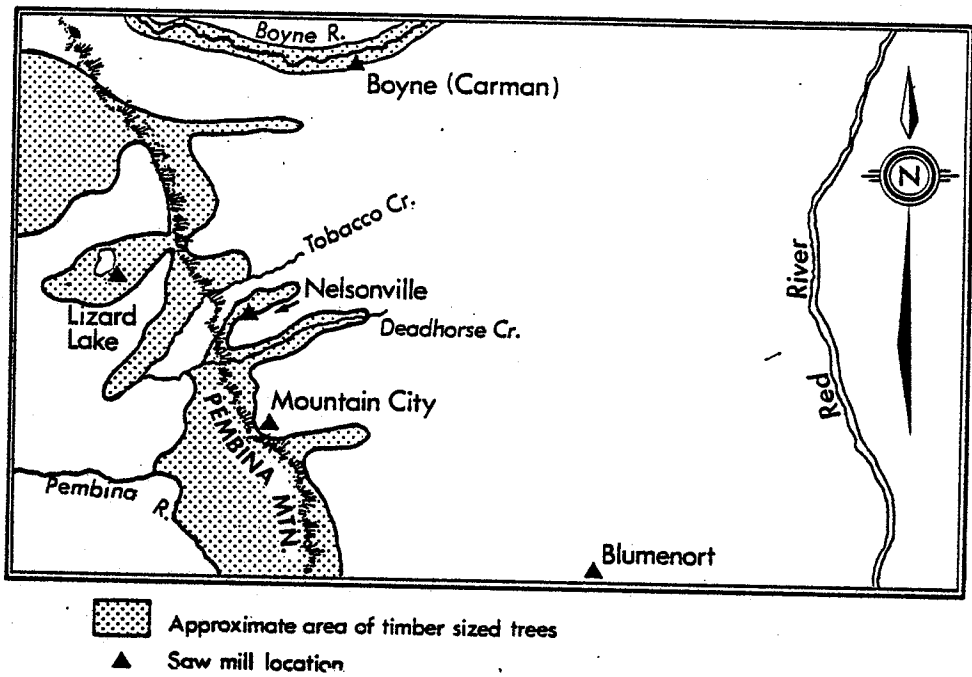 Boyne R.
Boyne (Carman)
N
Tobacco Cr.
Nelsonville
Lizard
Lake
Deadhorse Cr.
River
Red
Mountain City
PEMBINA MTN.
Pembina
R.
Blumenort
Approximate area of timber sized trees
Saw mill location